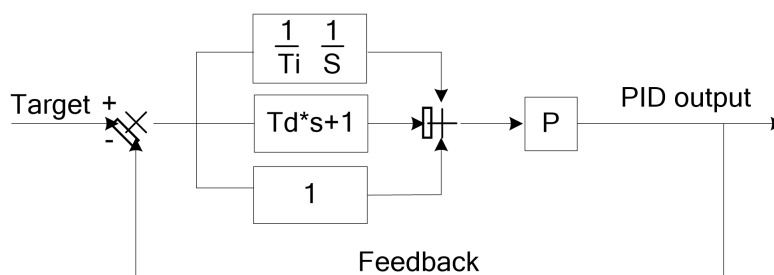 1 1
Ti S
Target + PID output
Td*s+1 P
-
1
Feedback